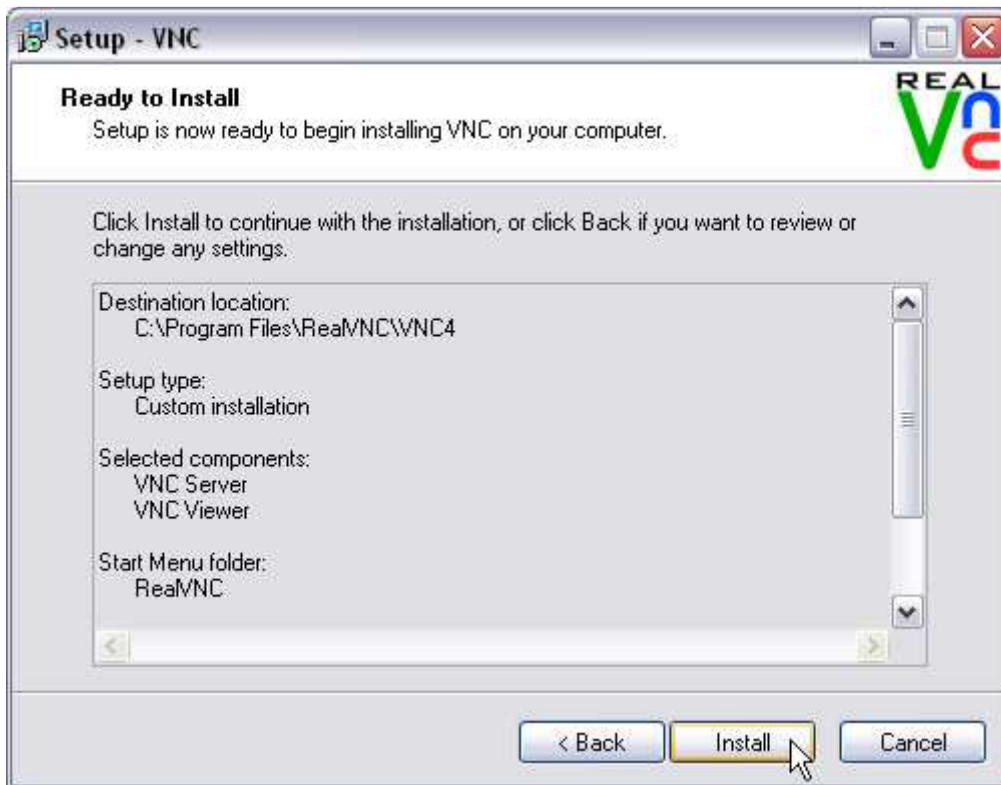 Setup - VNC
Ready to Install
Setup is now ready to begin installing VNC on your computer.
REAL
VNC
Click Install to continue with the installation, or click Back if you want to review or
change any settings.
Destination location:
C:\Program Files\RealVNC\VNC4
Setup type:
Custom installation
Selected components:
VNC Server
VNC Viewer
Start Menu folder:
RealVNC
< Back
Install
Cancel